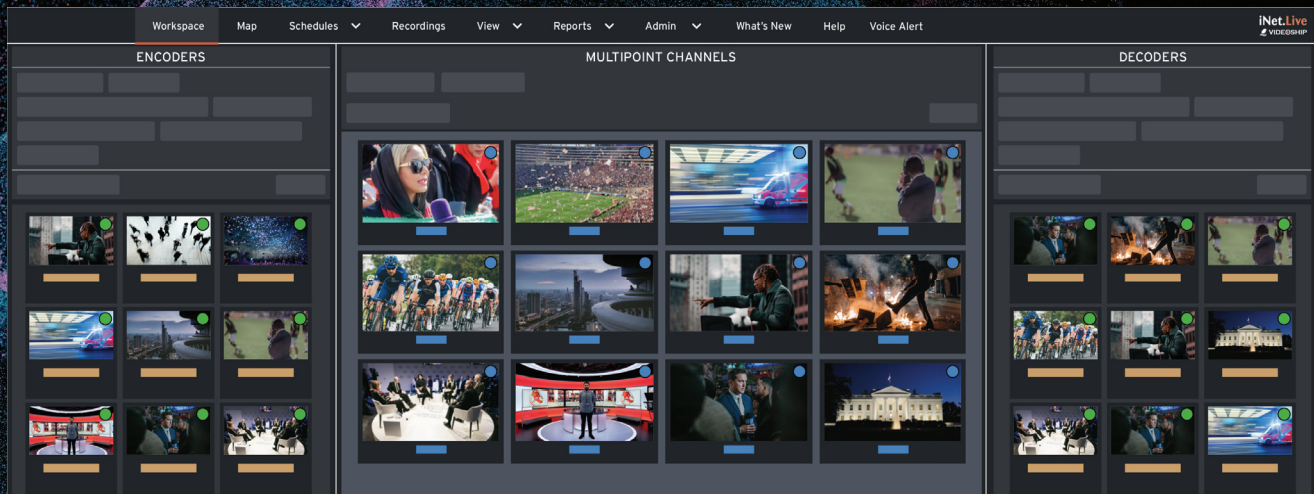 Workspace
Map
Schedules
Recordings
View
Reports
Admin
What's New
Help
Voice Alert
iNet.Live
VIDEOSHIP
ENCODERS
MULTIPOINT CHANNELS
DECODERS